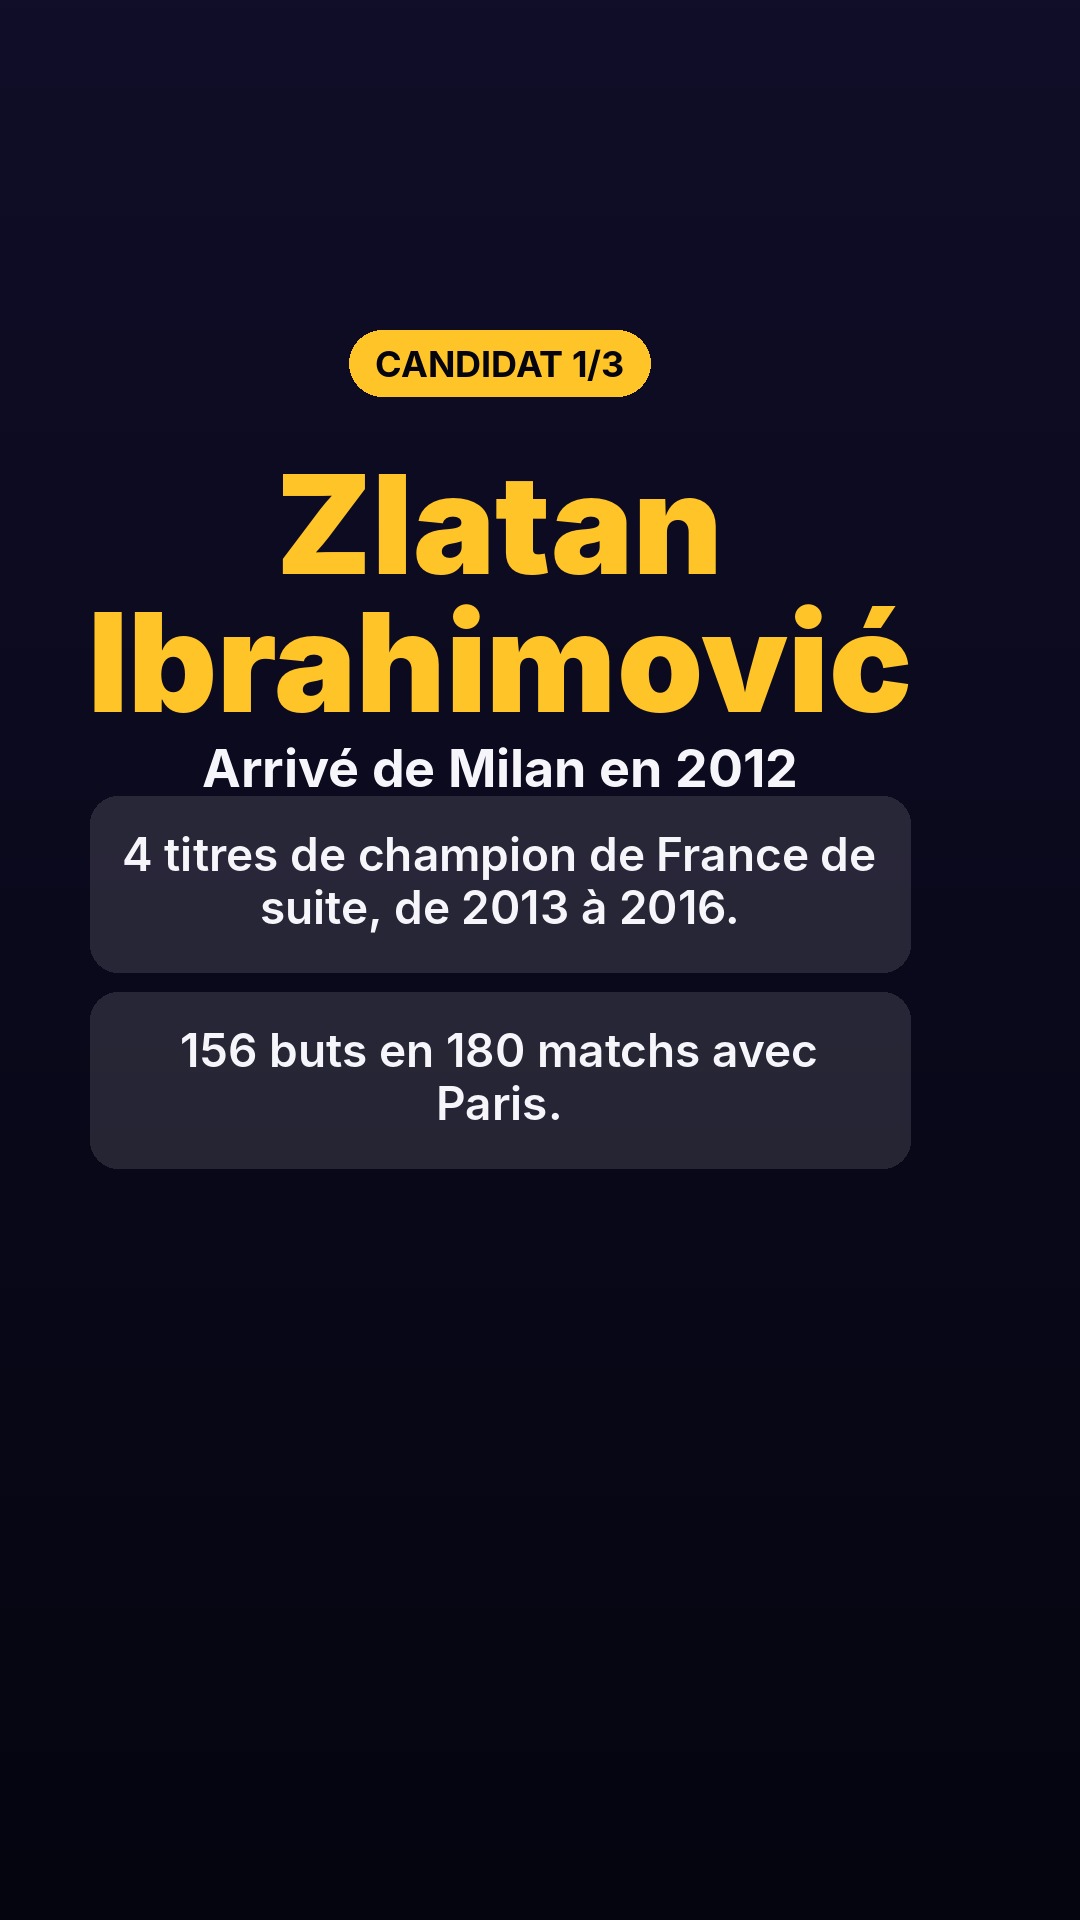 CANDIDAT 1/3
Zlatan
Ibrahimović
Arrivé de Milan en 2012
4 titres de champion de France de
suite, de 2013 à 2016.
156 buts en 180 matchs avec
Paris.